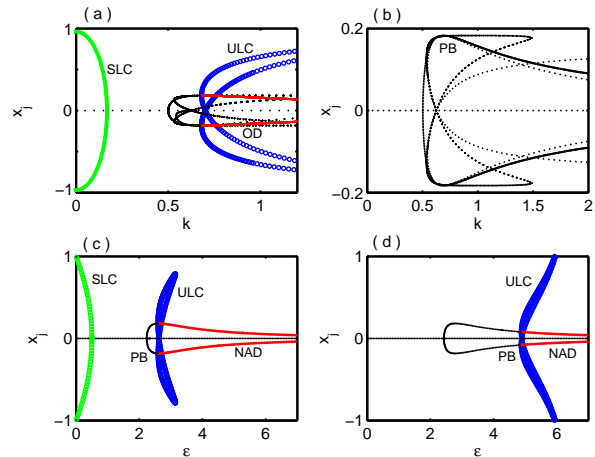 ( a )
( b )
1
0
−1
x_j
SLC
ULC
OD
0
0.5
1
k
0.2
0
−0.2
x_j
PB
0
0.5
1
1.5
2
k
( c )
( d )
1
0
−1
x_j
SLC
ULC
PB
NAD
0
2
4
6
ε
1
0
−1
x_j
ULC
PB
NAD
0
2
4
6
ε